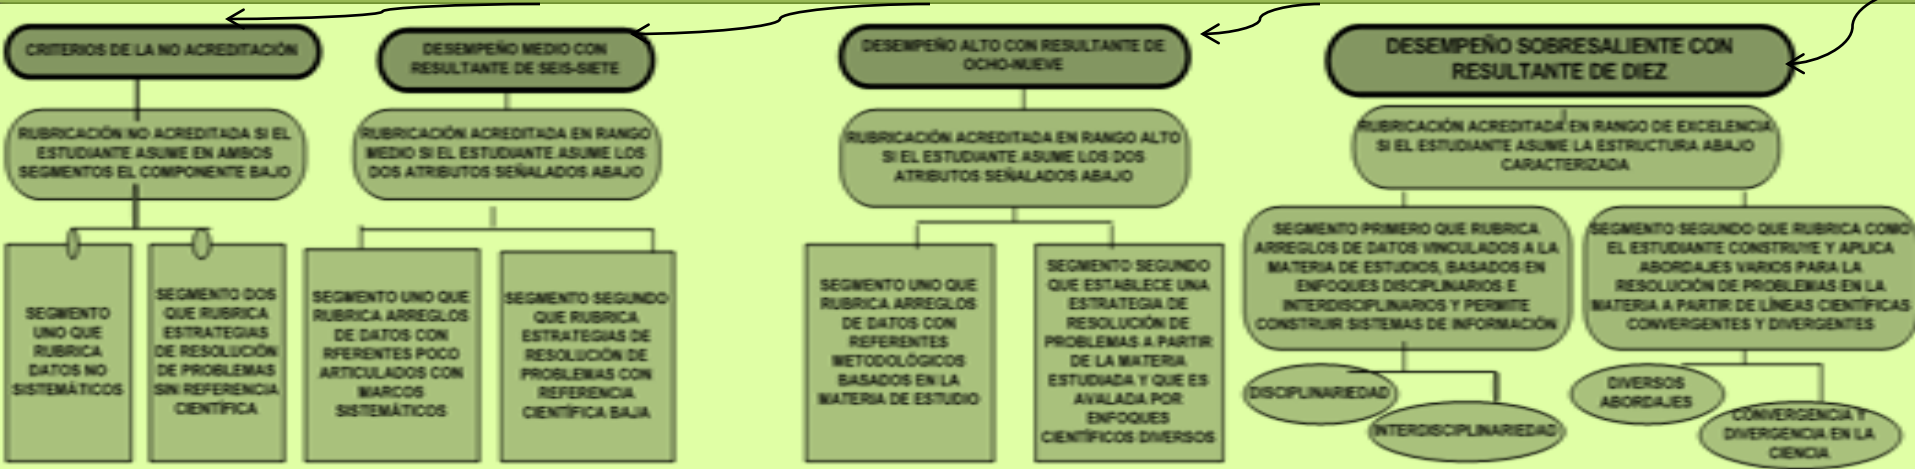 CRITERIOS DE LA NO ACREDITACIÓN
RUBRICACIÓN NO ACREDITADA SI EL
ESTUDIANTE ASUME EN AMBOS
SEGMENTOS EL COMPONENTE BAJO
SEGMENTO
UNO QUE
RUBRICA
DATOS NO
SISTEMÁTICOS
SEGMENTO DOS
QUE RUBRICA
ESTRATEGIAS
DE RESOLUCIÓN
DE PROBLEMAS
SIN REFERENCIA
CIENTÍFICA
DESEMPEÑO MEDIO CON
RESULTANTE DE SEIS-SIETE
RUBRICACIÓN ACREDITADA EN RANGO
MEDIO SI EL ESTUDIANTE ASUME LOS
DOS ATRIBUTOS SEÑALADOS ABAJO
SEGMENTO UNO QUE
RUBRICA ARREGLOS
DE DATOS CON
RFERENTES POCO
ARTICULADOS CON
MARCOS
SISTEMÁTICOS
SEGMENTO SEGUNDO
QUE RUBRICA
ESTRATEGIAS DE
RESOLUCIÓN DE
PROBLEMAS CON
REFERENCIA
CIENTÍFICA BAJA
DESEMPEÑO ALTO CON RESULTANTE DE
OCHO-NUEVE
RUBRICACIÓN ACREDITADA EN RANGO ALTO
SI EL ESTUDIANTE ASUME LOS DOS
ATRIBUTOS SEÑALADOS ABAJO
SEGMENTO UNO QUE
RUBRICA ARREGLOS
DE DATOS CON
REFERENTES
METODOLÓGICOS
BASADOS EN LA
MATERIA DE ESTUDIO
SEGMENTO SEGUNDO
QUE ESTABLECE UNA
ESTRATEGIA DE
RESOLUCIÓN DE
PROBLEMAS A PARTIR
DE LA MATERIA
ESTUDIADA Y QUE ES
AVALADA POR
ENFOQUES
CIENTÍFICOS DIVERSOS
DESEMPEÑO SOBRESALIENTE CON
RESULTANTE DE DIEZ
RUBRICACIÓN ACREDITADA EN RANGO DE EXCELENCIA
SI EL ESTUDIANTE ASUME LA ESTRUCTURA ABAJO
CARACTERIZADA
SEGMENTO PRIMERO QUE RUBRICA
ARREGLOS DE DATOS VINCULADOS A LA
MATERIA DE ESTUDIOS, BASADOS EN
ENFOQUES DISCIPLINARIOS E
INTERDISCIPLINARIOS Y PERMITE
CONSTRUIR SISTEMAS DE INFORMACIÓN
DISCIPLINARIEDAD
INTERDISCIPLINARIEDAD
SEGMENTO SEGUNDO QUE RUBRICA COMO
EL ESTUDIANTE CONSTRUYE Y APLICA
ABORDAJES VARIOS PARA LA
RESOLUCIÓN DE PROBLEMAS EN LA
MATERIA A PARTIR DE LÍNEAS CIENTÍFICAS
CONVERGENTES Y DIVERGENTES
DIVERSOS
ABORDAJES
CONVERGENCIA Y
DIVERGENCIA EN LA
CIENCIA